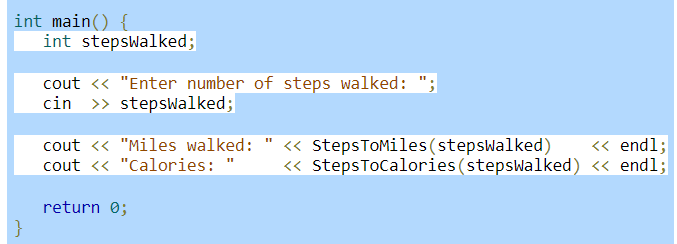 int main() {
   int stepsWalked;

   cout << "Enter number of steps walked: ";
   cin  >> stepsWalked;

   cout << "Miles walked: " << StepsToMiles(stepsWalked)    << endl;
   cout << "Calories: "     << StepsToCalories(stepsWalked) << endl;

   return 0;
}